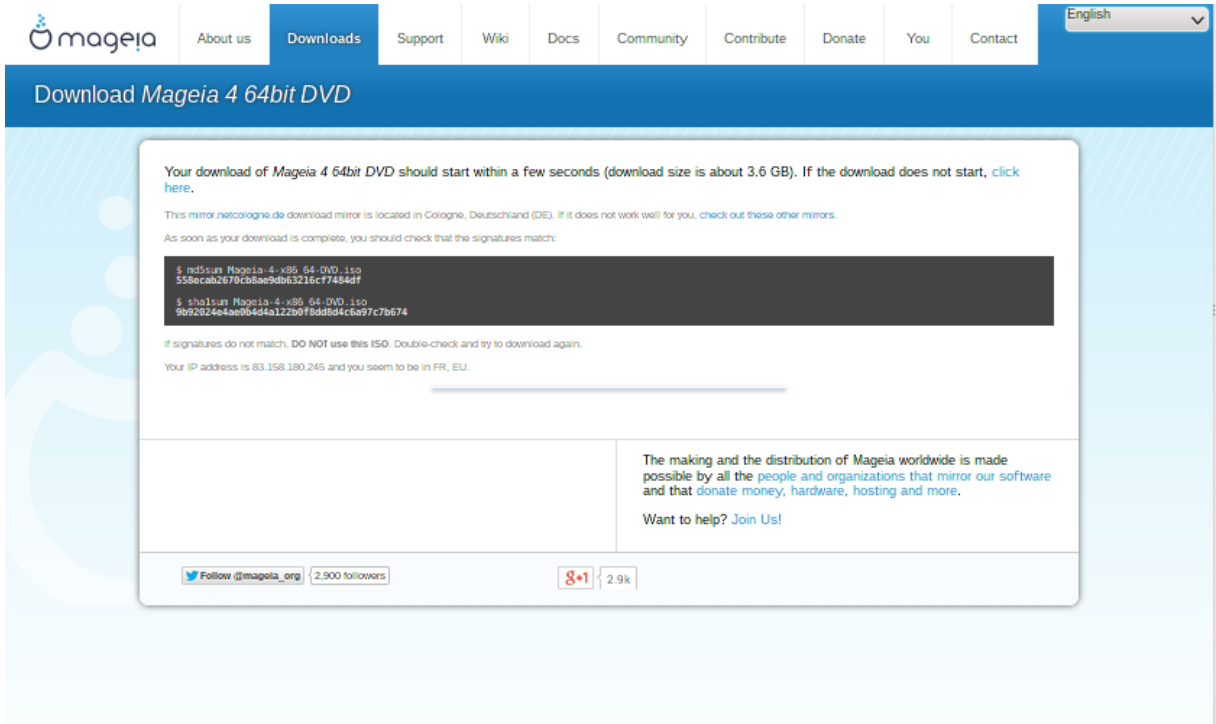 English
mageia
About us Downloads Support Wiki Docs Community Contribute Donate You Contact
Download Mageia 4 64bit DVD
Your download of Mageia 4 64bit DVD should start within a few seconds (download size is about 3.6 GB). If the download does not start, click
here.
This mirror.netcologne.de download mirror is located in Cologne, Deutschland (DE). If it does not work well for you, check out these other mirrors.
As soon as your download is complete, you should check that the signatures match:
$ md5sum Mageia-4-x86_64-DVD.iso
558ecab2670cb8ae9db63216cf7484df
$ sha1sum Mageia-4-x86_64-DVD.iso
9b92024e4ae0b4d4a122b0f8dd8d4c6a97c7b674
If signatures do not match, DO NOT use this ISO. Double-check and try to download again.
Your IP address is 83.158.180.245 and you seem to be in FR, EU.
The making and the distribution of Mageia worldwide is made
possible by all the people and organizations that mirror our software
and that donate money, hardware, hosting and more.
Want to help? Join Us!
Follow @mageia_org 2,900 followers
g+1 2.9k